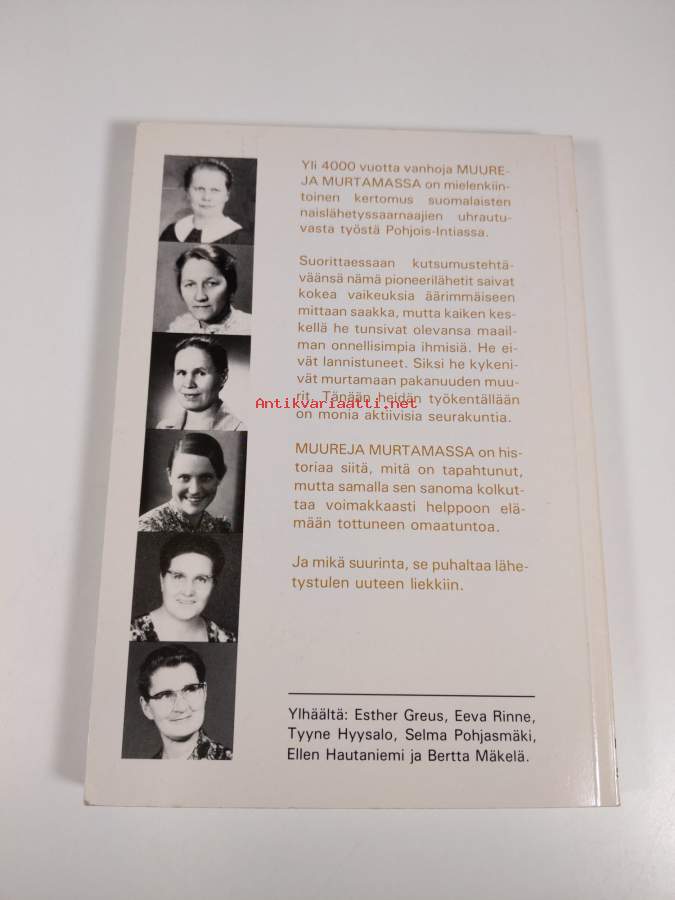 Yli 4000 vuotta vanhoja MUURE-
JA MURTAMASSA on mielenkiin-
toinen kertomus suomalaisten
naislähetyssaarnaajien uhrautu-
vasta työstä Pohjois-Intiassa.
Suorittaessaan kutsumustehtä-
väänsä nämä pioneerilähetit saivat
kokea vaikeuksia äärimmäiseen
mittaan saakka, mutta kaiken kes-
kellä he tunsivat olevansa maail-
man onnellisimpia ihmisiä. He ei-
vät lannistuneet. Siksi he kykeni-
vät murtamaan pakanuuden muu-
rit. Tänään heidän työkentällään
Antikvariaatti.net
on monia aktiivisia seurakuntia.
MUUREJA MURTAMASSA on his-
toriaa siitä, mitä on tapahtunut,
mutta samalla sen sanoma kolkut-
taa voimakkaasti helppoon elä-
mään tottuneen omaatuntoa.
Ja mikä suurinta, se puhaltaa lähe-
tystulen uuteen liekkiin.
Ylhäältä: Esther Greus, Eeva Rinne,
Tyyne Hyysalo, Selma Pohjasmäki,
Ellen Hautaniemi ja Bertta Mäkelä.